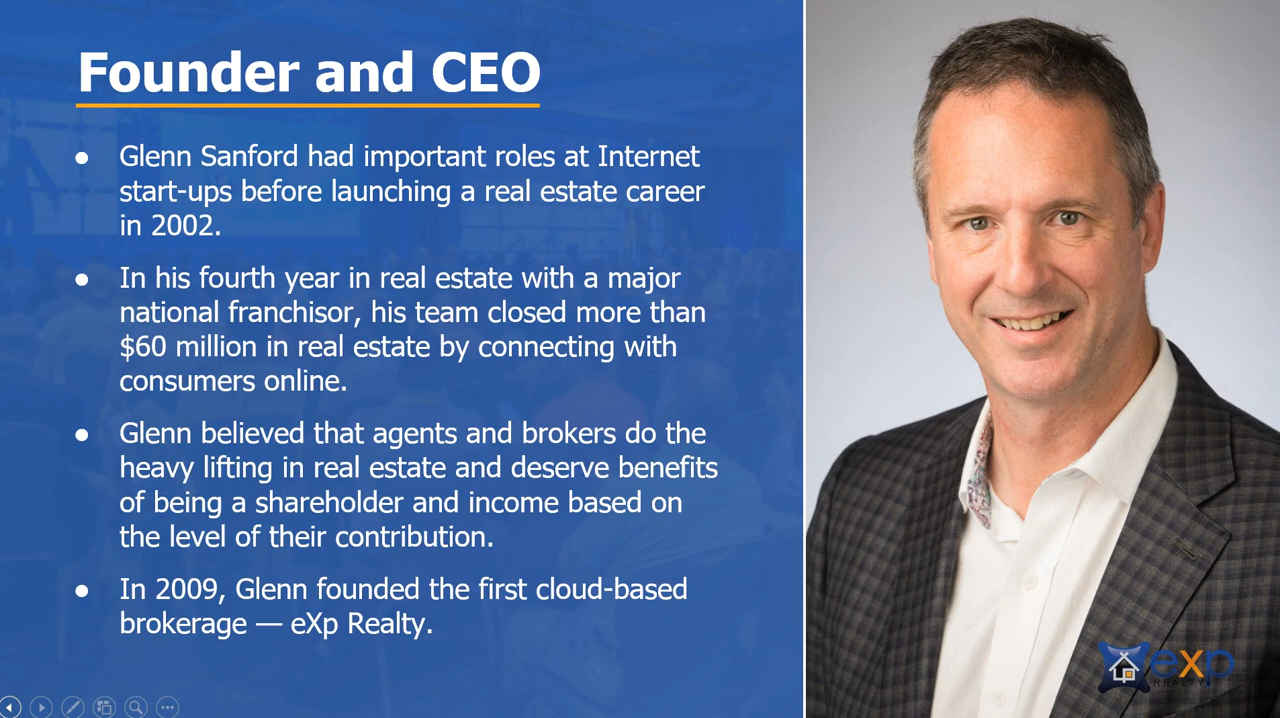 Founder and CEO
● Glenn Sanford had important roles at Internet
start-ups before launching a real estate career
in 2002.
● In his fourth year in real estate with a major
national franchisor, his team closed more than
$60 million in real estate by connecting with
consumers online.
● Glenn believed that agents and brokers do the
heavy lifting in real estate and deserve benefits
of being a shareholder and income based on
the level of their contribution.
● In 2009, Glenn founded the first cloud-based
brokerage — eXp Realty.
eXp
REALTY